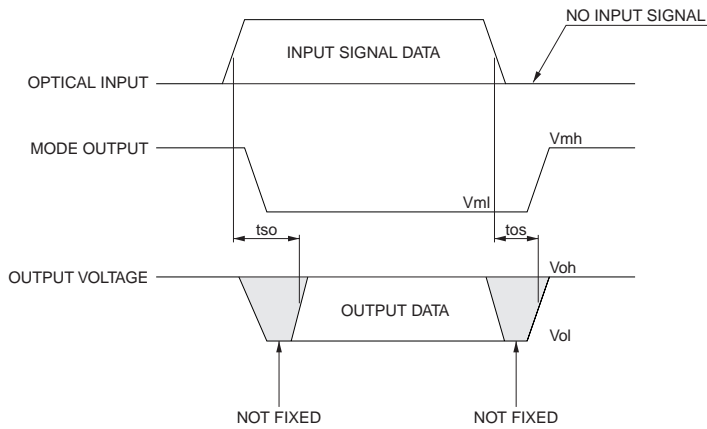 NO INPUT SIGNAL
INPUT SIGNAL DATA
OPTICAL INPUT
MODE OUTPUT
Vmh
Vml
tso
tos
OUTPUT VOLTAGE
Voh
OUTPUT DATA
Vol
NOT FIXED
NOT FIXED